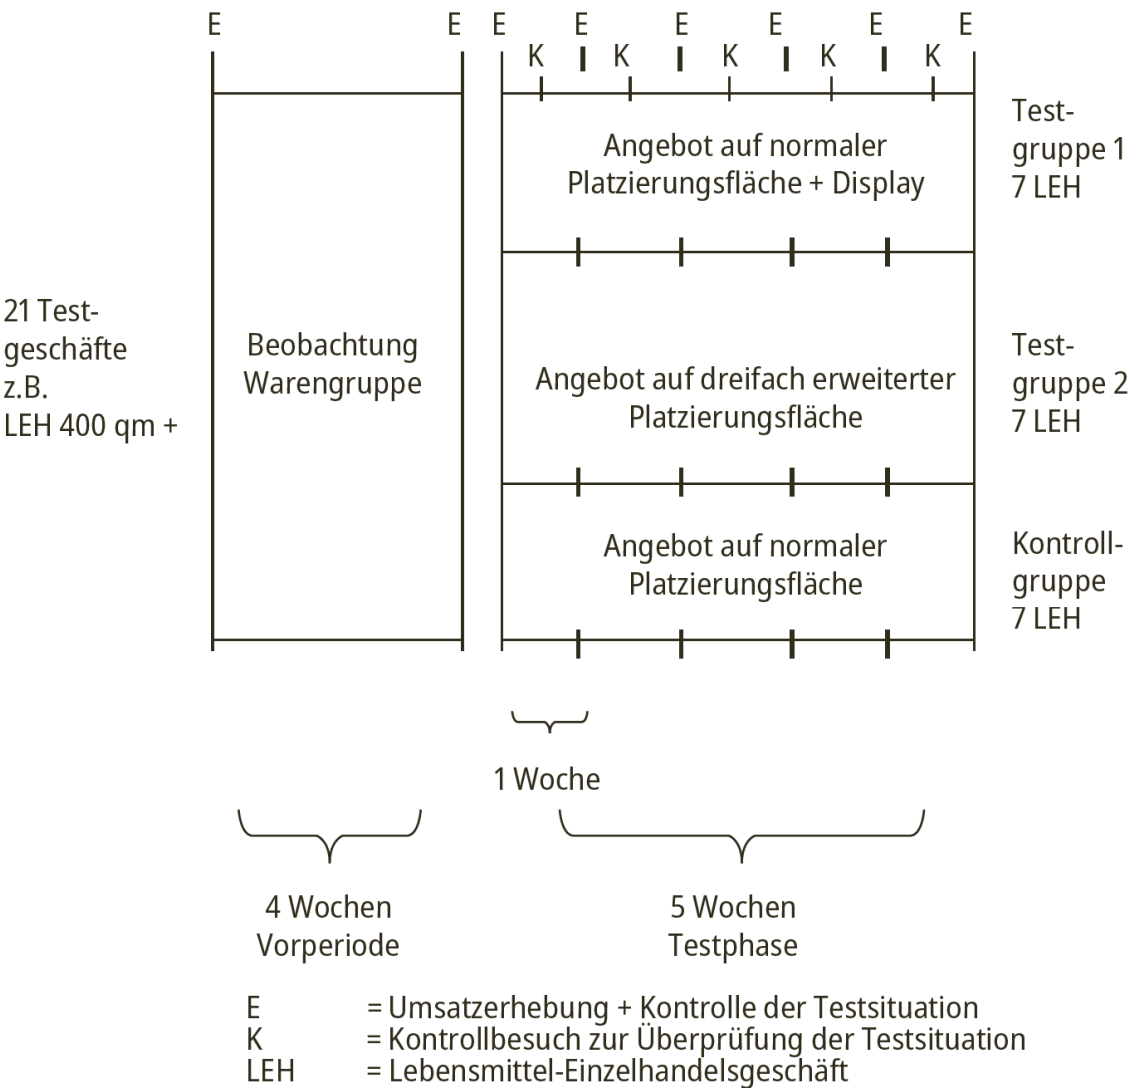 E E E E E E E E
K K K K K
Angebot auf normaler
Platzierungsfläche + Display
Test-
gruppe 1
7 LEH
21 Test-
geschäfte
z.B.
LEH 400 qm +
Beobachtung
Warengruppe
Angebot auf dreifach erweiterter
Platzierungsfläche
Test-
gruppe 2
7 LEH
Angebot auf normaler
Platzierungsfläche
Kontroll-
gruppe
7 LEH
1 Woche
4 Wochen
Vorperiode
5 Wochen
Testphase
E = Umsatzerhebung + Kontrolle der Testsituation
K = Kontrollbesuch zur Überprüfung der Testsituation
LEH = Lebensmittel-Einzelhandelsgeschäft